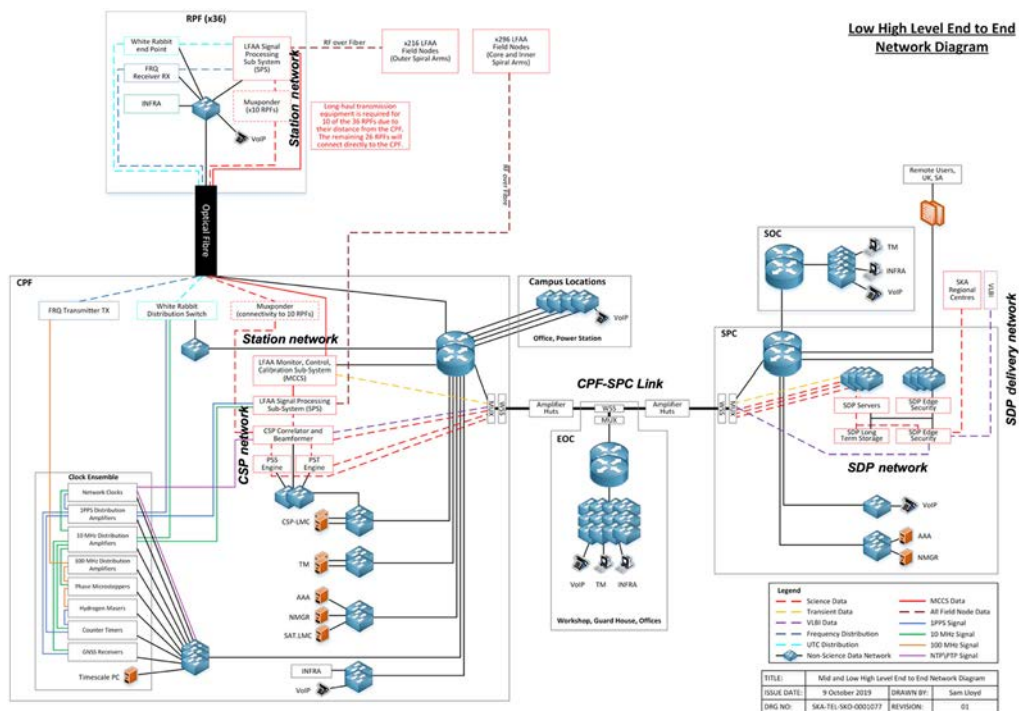 Low High Level End to End
Network Diagram
RPF (x36)
White Rabbit
end Point
FRQ
Receiver RX
INFRA
LFAA Signal
Processing
Sub System
(SPS)
Muxponder
(x10 RPFs)
VoIP
Station network
RF over Fiber
x216 LFAA
Field Nodes
(Outer Spiral Arms)
x296 LFAA
Field Nodes
(Core and Inner
Spiral Arms)
Long-haul transmission
equipment is required for
10 of the 36 RPFs due to
their distance from the CPF.
The remaining 26 RPFs will
connect directly to the CPF.
RF over Fibre
Optical Fibre
CPF
FRQ Transmitter TX
White Rabbit
Distribution Switch
Muxponder
(connectivity to 10 RPFs)
Station network
LFAA Monitor, Control,
Calibration Sub-System
(MCCS)
LFAA Signal Processing
Sub-System (SPS)
CSP Correlator and
Beamformer
PSS
Engine
PST
Engine
CSP network
CSP-LMC
TM
AAA
NMGR
SAT.LMC
INFRA
VoIP
Clock Ensemble
Network Clocks
1PPS Distribution
Amplifiers
10 MHz Distribution
Amplifiers
100 MHz Distribution
Amplifiers
Phase Microsteppers
Hydrogen Masers
Counter Timers
GNSS Receivers
Timescale PC
Campus Locations
VoIP
Office, Power Station
CPF-SPC Link
Amplifier
Huts
WSS
MUX
Amplifier
Huts
EOC
VoIP
TM
INFRA
Workshop, Guard House, Offices
Remote Users,
UK, SA
SOC
TM
INFRA
VoIP
SKA
Regional
Centres
VLBI
SPC
SDP Servers
SDP Edge
Security
SDP Long
Term Storage
SDP Edge
Security
SDP network
SDP delivery network
VoIP
AAA
NMGR
Legend
Science Data
Transient Data
VLBI Data
Frequency Distribution
UTC Distribution
Non-Science Data Network
MCCS Data
All Field Node Data
1PPS Signal
10 MHz Signal
100 MHz Signal
NTP\PTP Signal
TITLE: Mid and Low High Level End to End Network Diagram
ISSUE DATE: 9 October 2019 DRAWN BY: Sam Lloyd
DRG NO: SKA-TEL-SKO-0001077 REVISION: 01